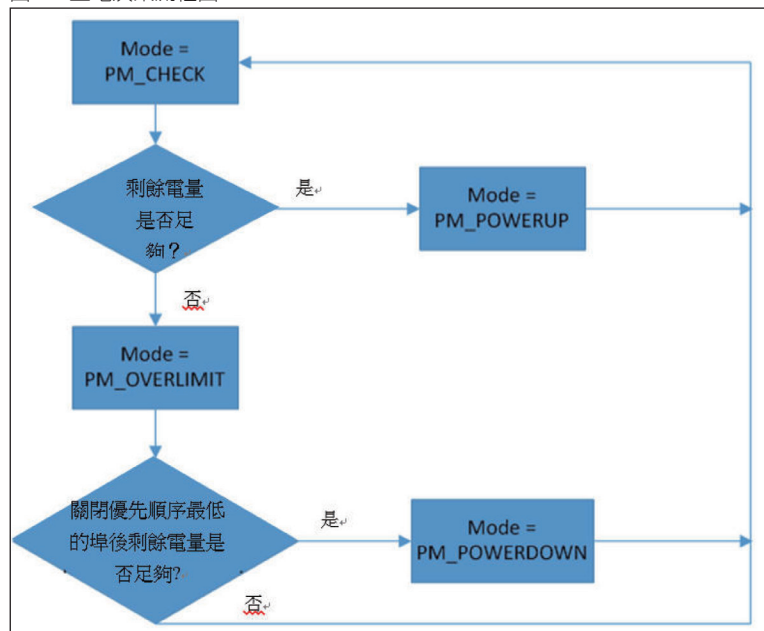 Mode =
PM_CHECK
剩餘電量
是否足
夠？
是
Mode =
PM_POWERUP
否
Mode =
PM_OVERLIMIT
關閉優先順序最低
的埠後剩餘電量是
否足夠?
是
Mode =
PM_POWERDOWN
否